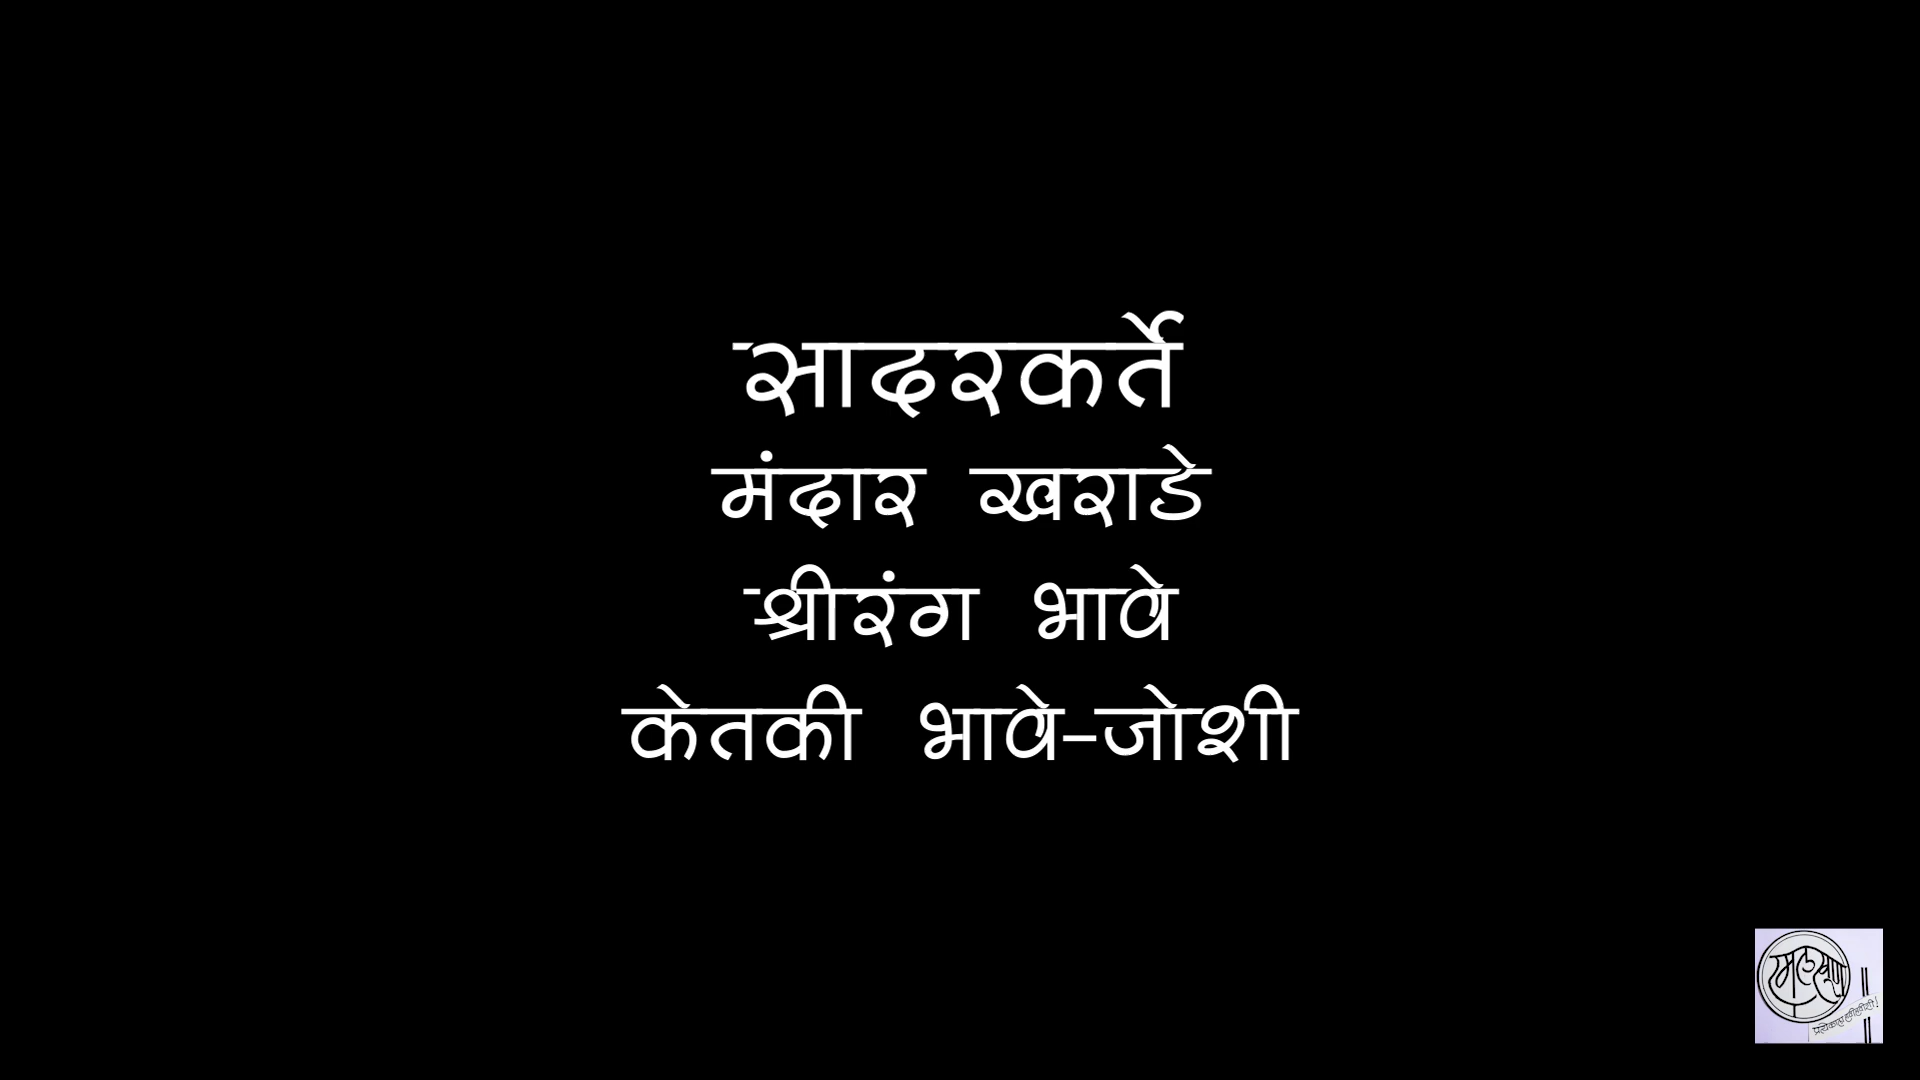 सादरकर्ते
मंदार खराडे
श्रीरंग भावे
केतकी भावे-जोशी